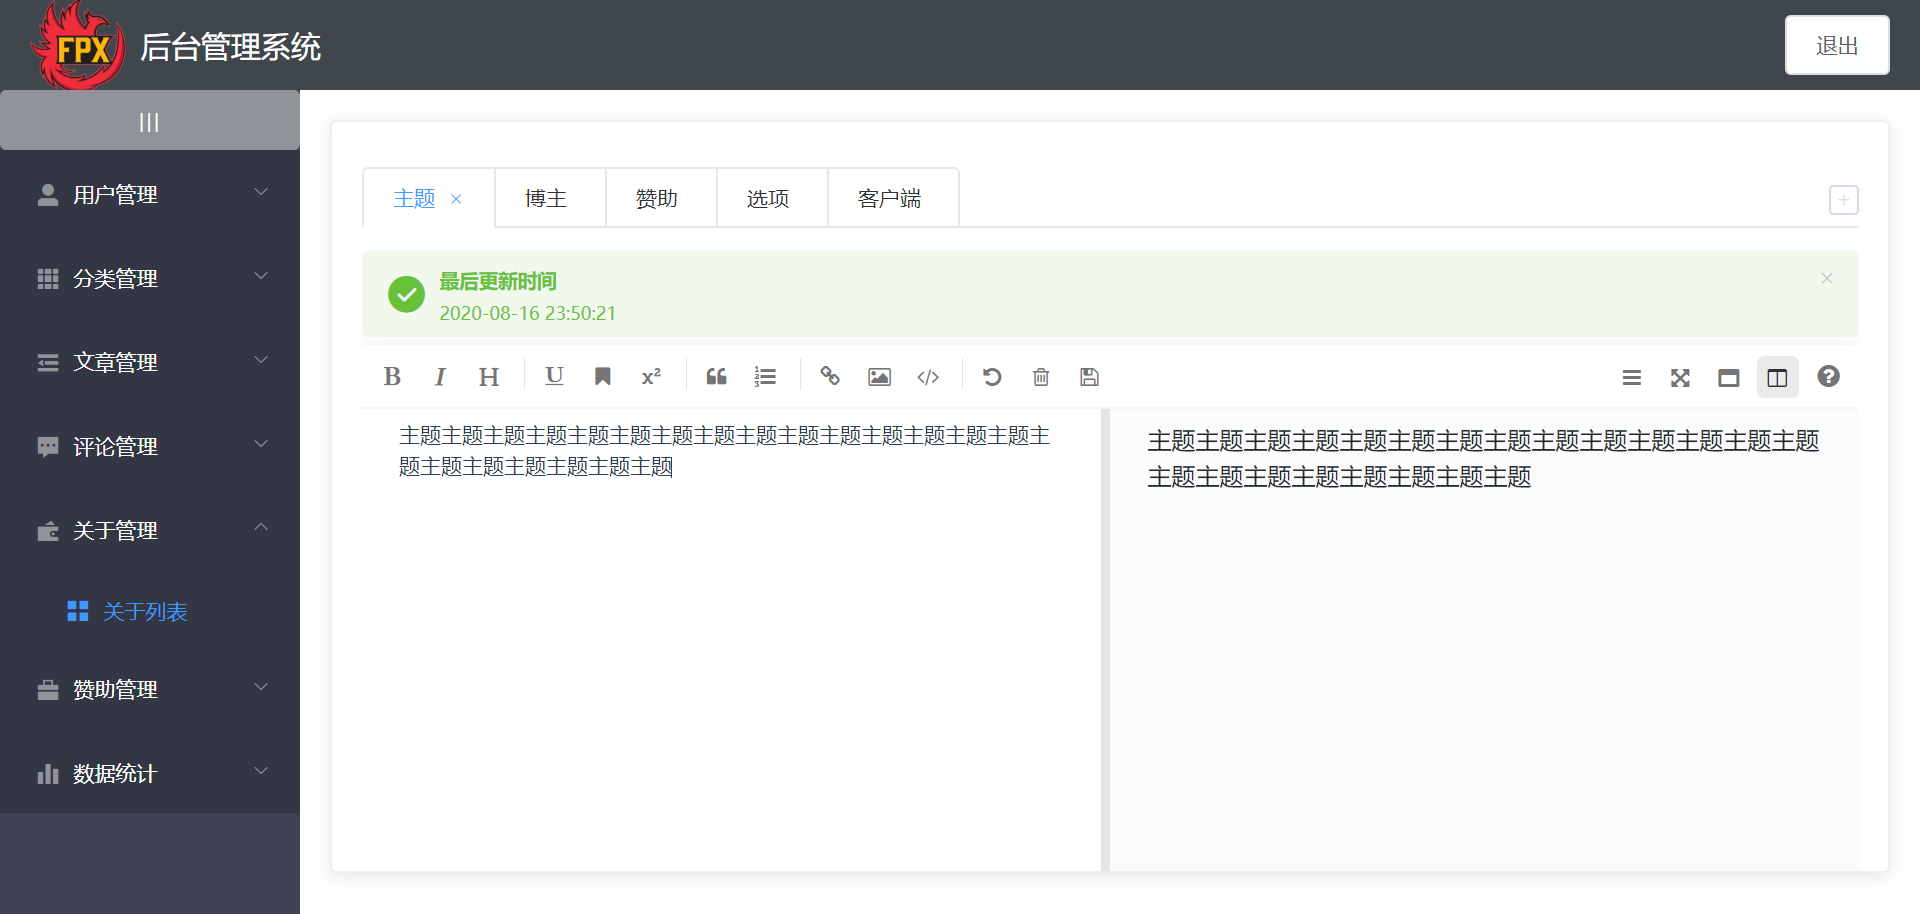 FPX
后台管理系统
退出
|||
用户管理
分类管理
文章管理
评论管理
关于管理
关于列表
赞助管理
数据统计
主题 博主 赞助 选项 客户端
最后更新时间
2020-08-16 23:50:21
主题主题主题主题主题主题主题主题主题主题主题主题主题主题主题主
题主题主题主题主题主题主题
主题主题主题主题主题主题主题主题主题主题主题主题主题主题
主题主题主题主题主题主题主题主题